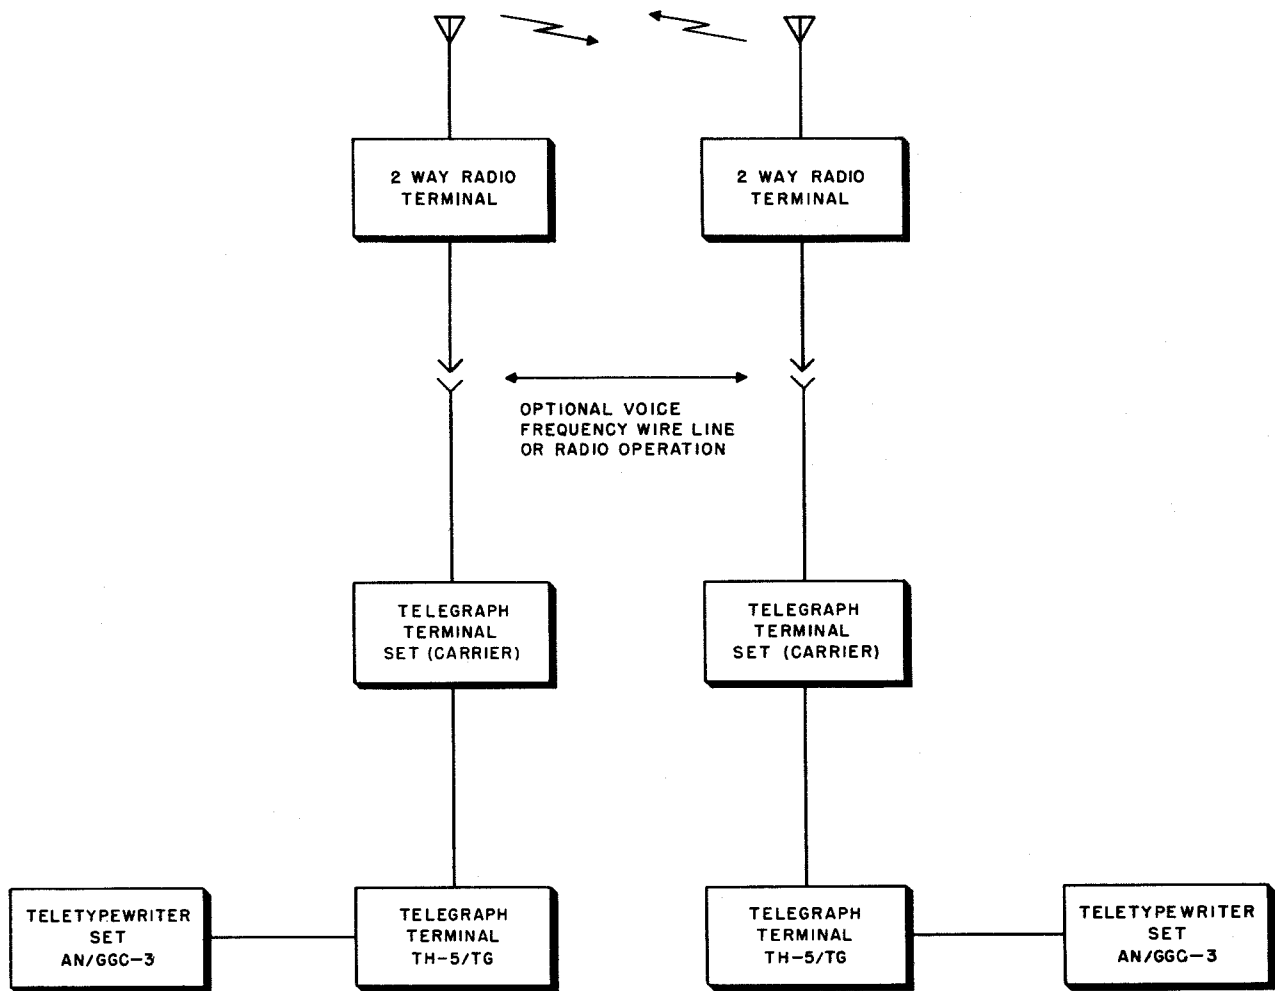 2 WAY RADIO
TERMINAL
2 WAY RADIO
TERMINAL
OPTIONAL VOICE
FREQUENCY WIRE LINE
OR RADIO OPERATION
TELEGRAPH
TERMINAL
SET (CARRIER)
TELEGRAPH
TERMINAL
SET (CARRIER)
TELETYPEWRITER
SET
AN/GGC-3
TELEGRAPH
TERMINAL
TH-5/TG
TELEGRAPH
TERMINAL
TH-5/TG
TELETYPEWRITER
SET
AN/GGC-3